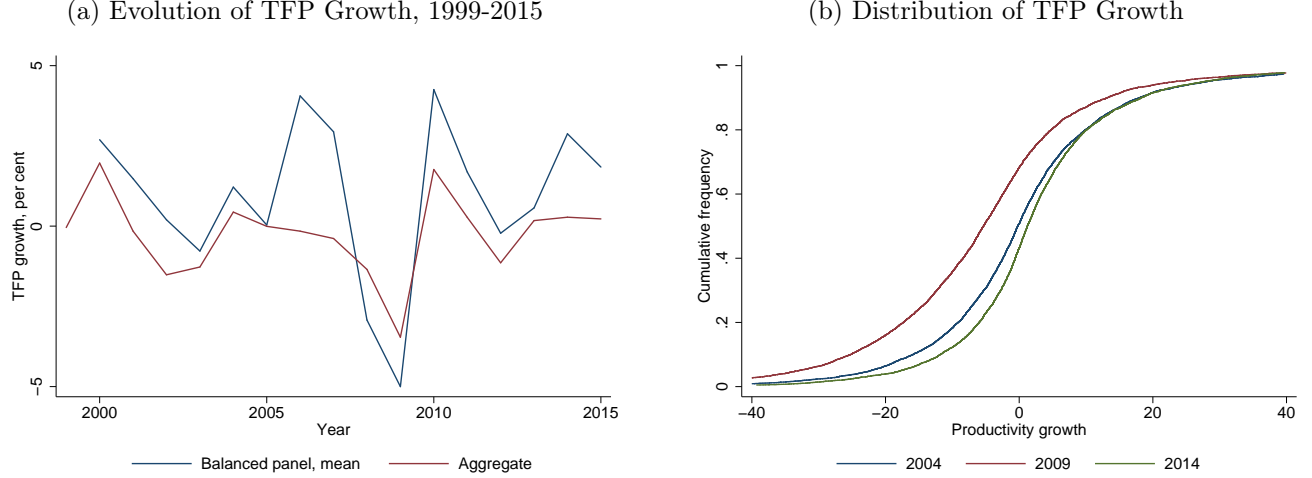 (a) Evolution of TFP Growth, 1999-2015
TFP growth, per cent
5
0
−5
2000
2005
2010
2015
Year
Balanced panel, mean
Aggregate
(b) Distribution of TFP Growth
Cumulative frequency
1
.8
.6
.4
.2
0
−40
−20
0
20
40
Productivity growth
2004
2009
2014